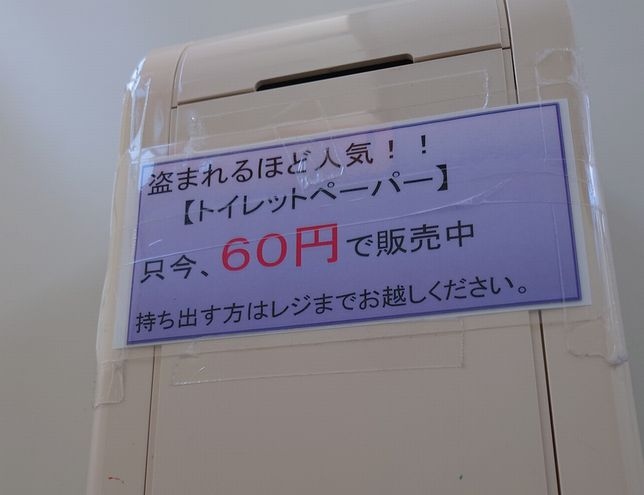 盗まれるほど人気！！
【トイレットペーパー】
只今、60円で販売中
持ち出す方はレジまでお越しください。